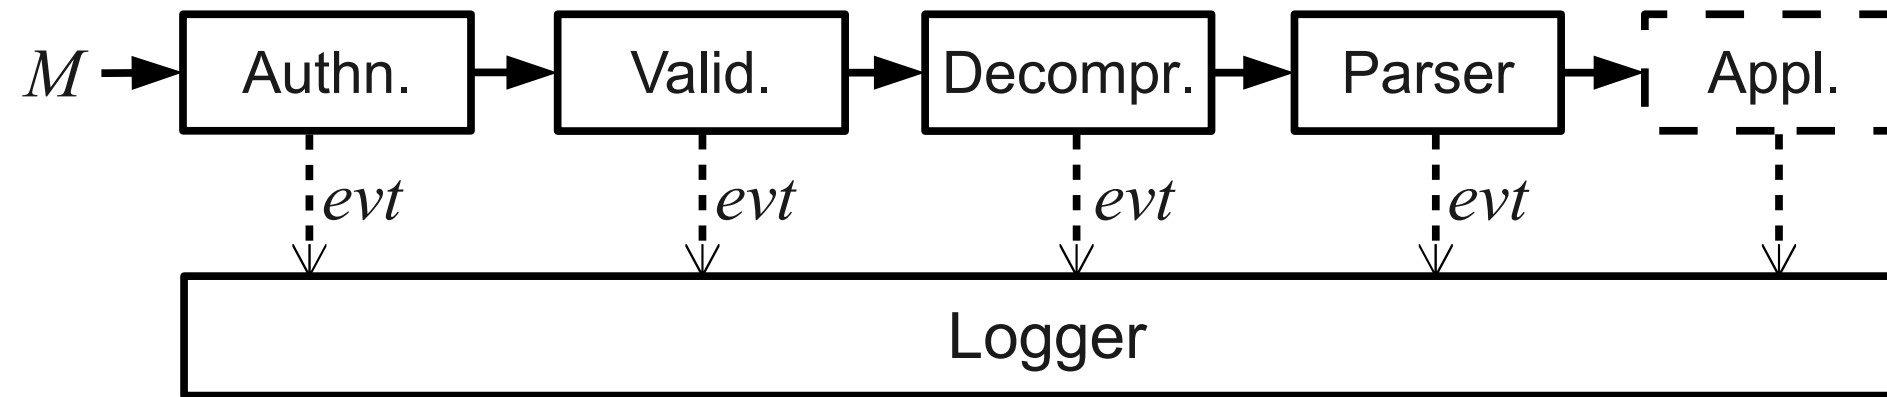 M Authn. Valid. Decompr. Parser Appl.
evt evt evt evt
Logger